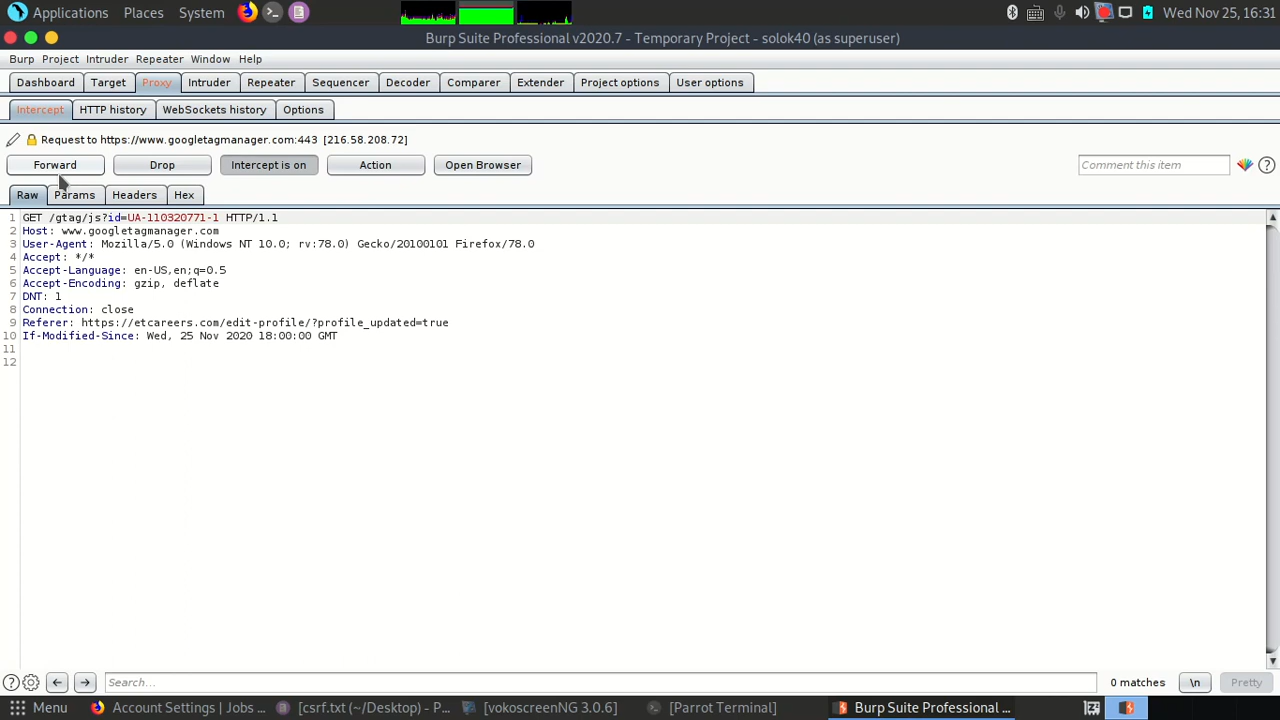 Applications Places System Wed Nov 25, 16:31
Burp Suite Professional v2020.7 - Temporary Project - solok40 (as superuser)
Burp Project Intruder Repeater Window Help
Dashboard Target Proxy Intruder Repeater Sequencer Decoder Comparer Extender Project options User options
Intercept HTTP history WebSockets history Options
Request to https://www.googletagmanager.com:443 [216.58.208.72]
Forward Drop Intercept is on Action Open Browser Comment this item
Raw Params Headers Hex
1 GET /gtag/js?id=UA-110320771-1 HTTP/1.1
2 Host: www.googletagmanager.com
3 User-Agent: Mozilla/5.0 (Windows NT 10.0; rv:78.0) Gecko/20100101 Firefox/78.0
4 Accept: */*
5 Accept-Language: en-US,en;q=0.5
6 Accept-Encoding: gzip, deflate
7 DNT: 1
8 Connection: close
9 Referer: https://etcareers.com/edit-profile/?profile_updated=true
10 If-Modified-Since: Wed, 25 Nov 2020 18:00:00 GMT
11
12
Search... 0 matches \n Pretty
Menu Account Settings | Jobs ... [csrf.txt (~/Desktop) - P... [vokoscreenNG 3.0.6] [Parrot Terminal] Burp Suite Professional ...